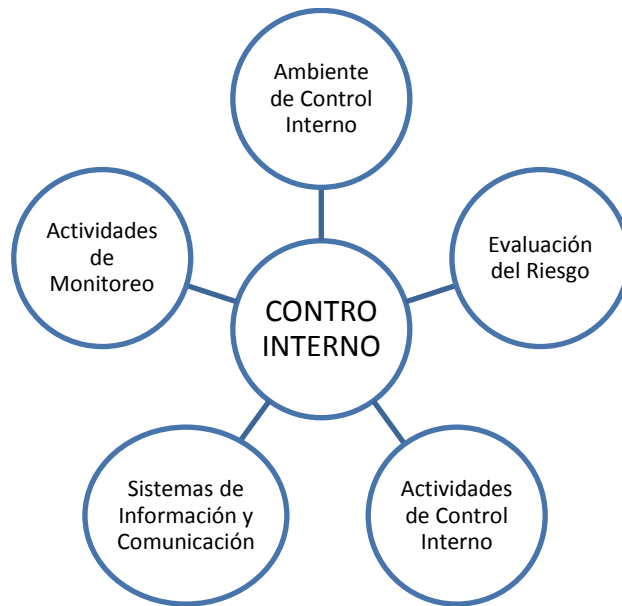 Ambiente
de Control
Interno
Actividades
de
Monitoreo
Evaluación
del Riesgo
CONTRO
INTERNO
Sistemas de
Información y
Comunicación
Actividades
de Control
Interno